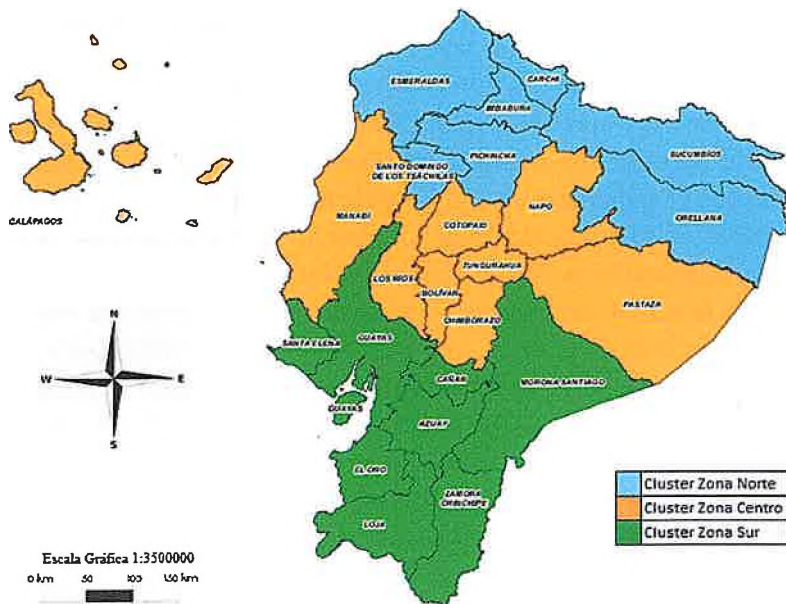 ESMERALDAS
CARCHI
IMBABURA
PICHINCHA
SUCUMBÍOS
SANTO DOMINGO
DE LOS TSÁCHILAS
NAPO
ORELLANA
MANABÍ
COTOPAXI
GALÁPAGOS
TUNGURAHUA
LOS RÍOS
BOLÍVAR
PASTAZA
CHIMBORAZO
N
W
E
S
SANTA ELENA
GUAYAS
CAÑAR
MORONA SANTIAGO
GUAYAS
AZUAY
EL ORO
ZAMORA
CHINCHIPE
LOJA
Cluster Zona Norte
Cluster Zona Centro
Cluster Zona Sur
Escala Gráfica 1:3500000
0 km 50 100 150 km